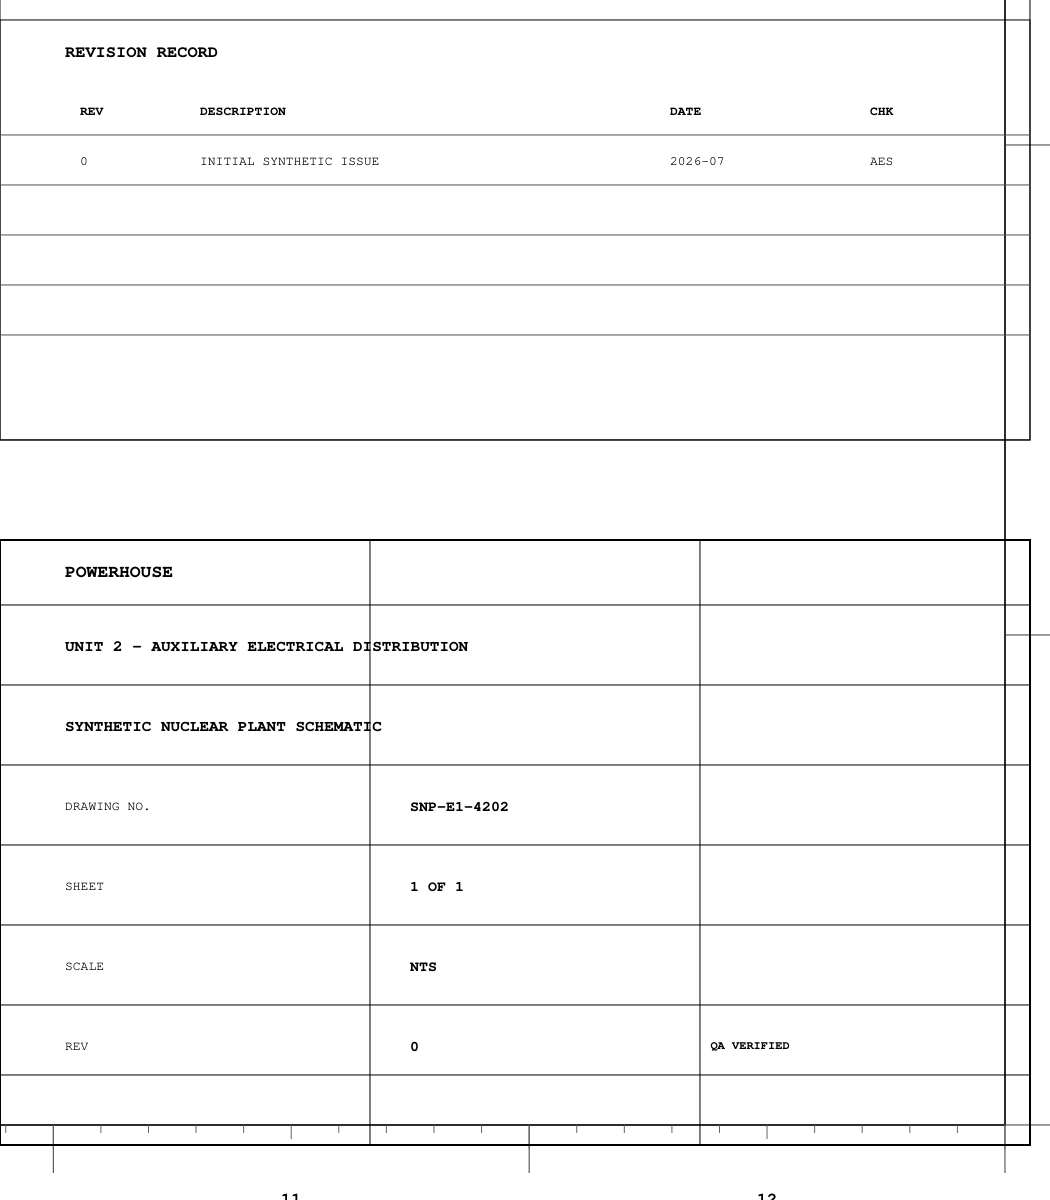 REVISION RECORD
REV DESCRIPTION DATE CHK
0 INITIAL SYNTHETIC ISSUE 2026-07 AES
POWERHOUSE
UNIT 2 - AUXILIARY ELECTRICAL DISTRIBUTION
SYNTHETIC NUCLEAR PLANT SCHEMATIC
DRAWING NO. SNP-E1-4202
SHEET 1 OF 1
SCALE NTS
REV 0 QA VERIFIED
11 12